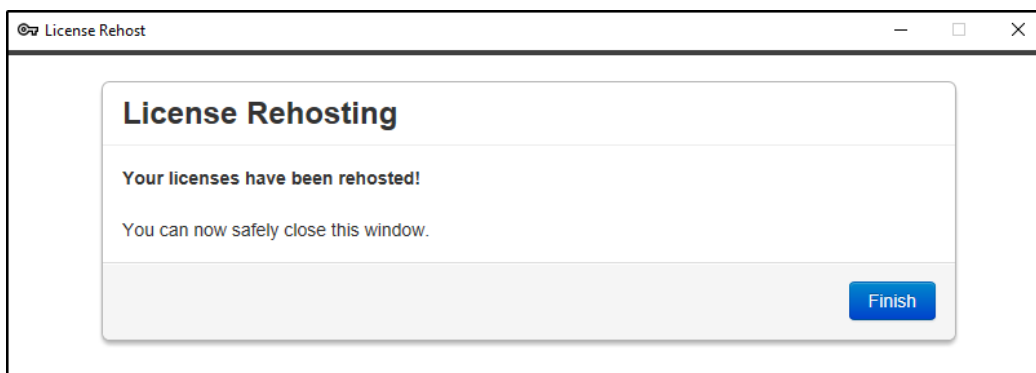 License Rehost
License Rehosting
Your licenses have been rehosted!
You can now safely close this window.
Finish